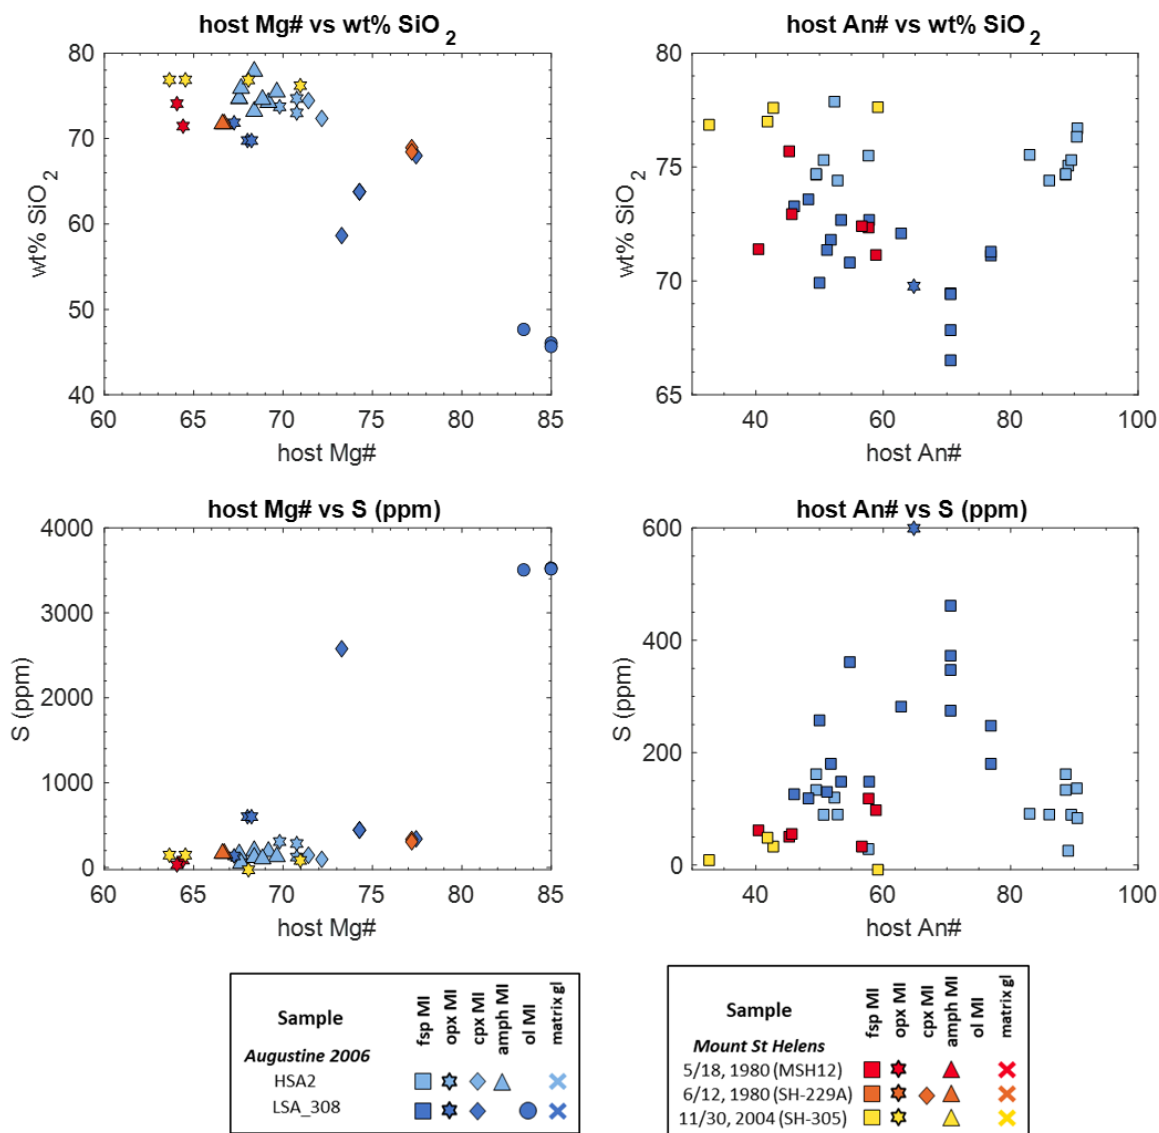 host Mg# vs wt% SiO2
80
70
60
50
40
wt% SiO2
60 65 70 75 80 85
host Mg#
host An# vs wt% SiO2
80
75
70
65
wt% SiO2
40 60 80 100
host An#
host Mg# vs S (ppm)
4000
3000
2000
1000
0
S (ppm)
60 65 70 75 80 85
host Mg#
host An# vs S (ppm)
600
400
200
0
S (ppm)
40 60 80 100
host An#
Sample
fsp MI
opx MI
cpx MI
amph MI
ol MI
matrix gl
Augustine 2006
HSA2
LSA_308
Sample
fsp MI
opx MI
cpx MI
amph MI
ol MI
matrix gl
Mount St Helens
5/18, 1980 (MSH12)
6/12, 1980 (SH-229A)
11/30, 2004 (SH-305)